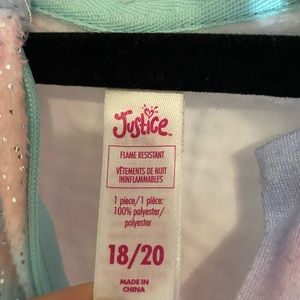 Justice
FLAME RESISTANT
VÊTEMENTS DE NUIT
ININFLAMMABLES
1 piece/1 pièce:
100% polyester/
polyester
18/20
MADE IN
CHINA